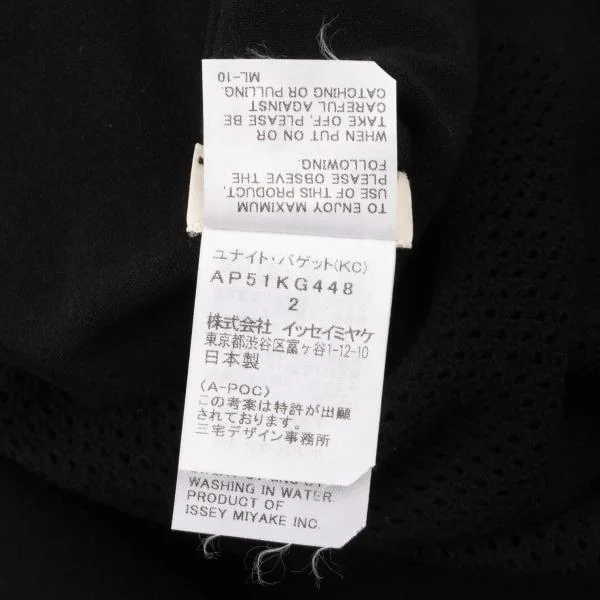 TO ENJOY MAXIMUM
USE OF THIS PRODUCT,
PLEASE OBSEVE THE
FOLLOWING.
WHEN PUT ON OR
TAKE OFF, PLEASE BE
CAREFUL AGAINST
CATCHING OR PULLING.
ML-10
ユナイト・バゲット(KC)
AP51KG448
2
株式会社 イッセイミヤケ
東京都渋谷区富ヶ谷1-12-10
日本製
〈A-POC〉
この考案は特許が出願
されております。
三宅デザイン事務所
WASHING IN WATER
PRODUCT OF
ISSEY MIYAKE INC.